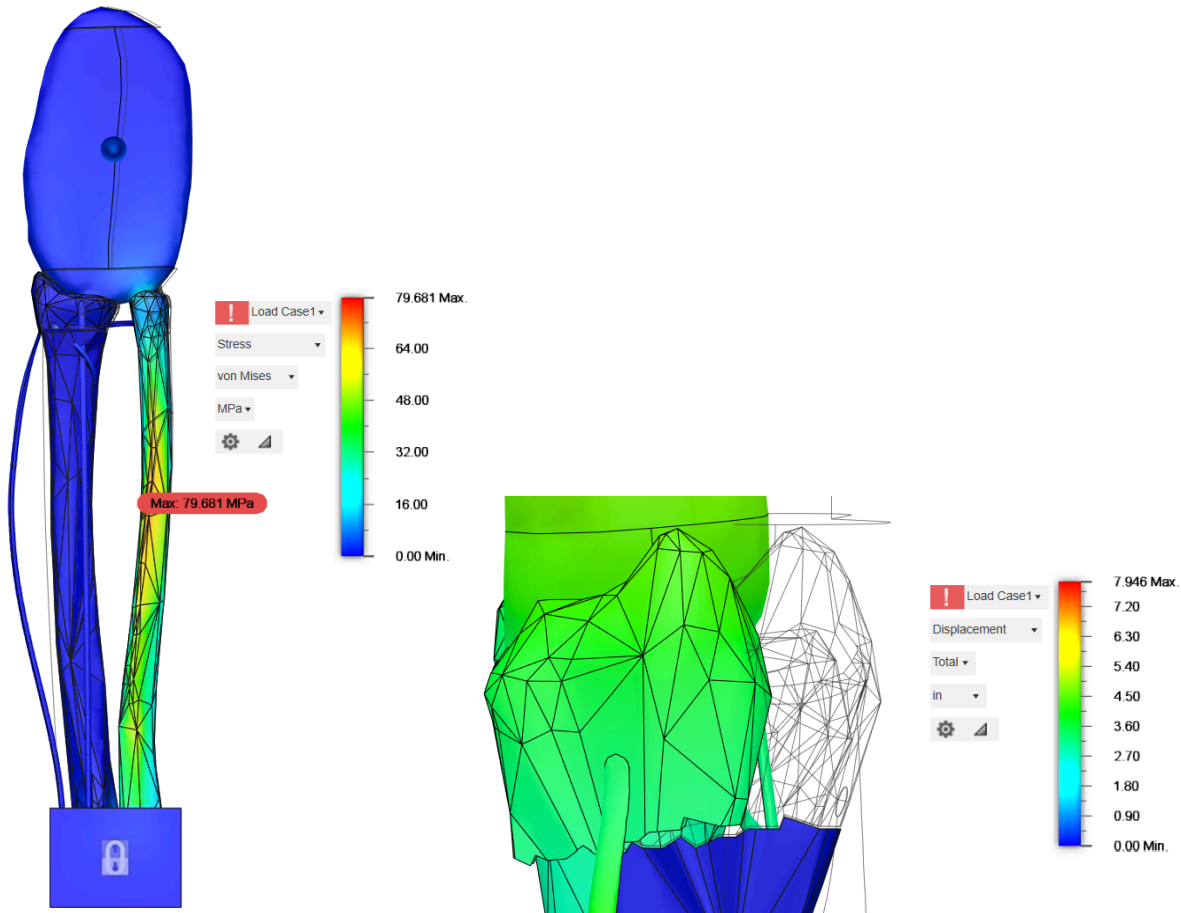 Load Case1
Stress
von Mises
MPa
79.681 Max.
64.00
48.00
32.00
16.00
0.00 Min.
Max: 79.681 MPa
Load Case1
Displacement
Total
in
7.946 Max.
7.20
6.30
5.40
4.50
3.60
2.70
1.80
0.90
0.00 Min.